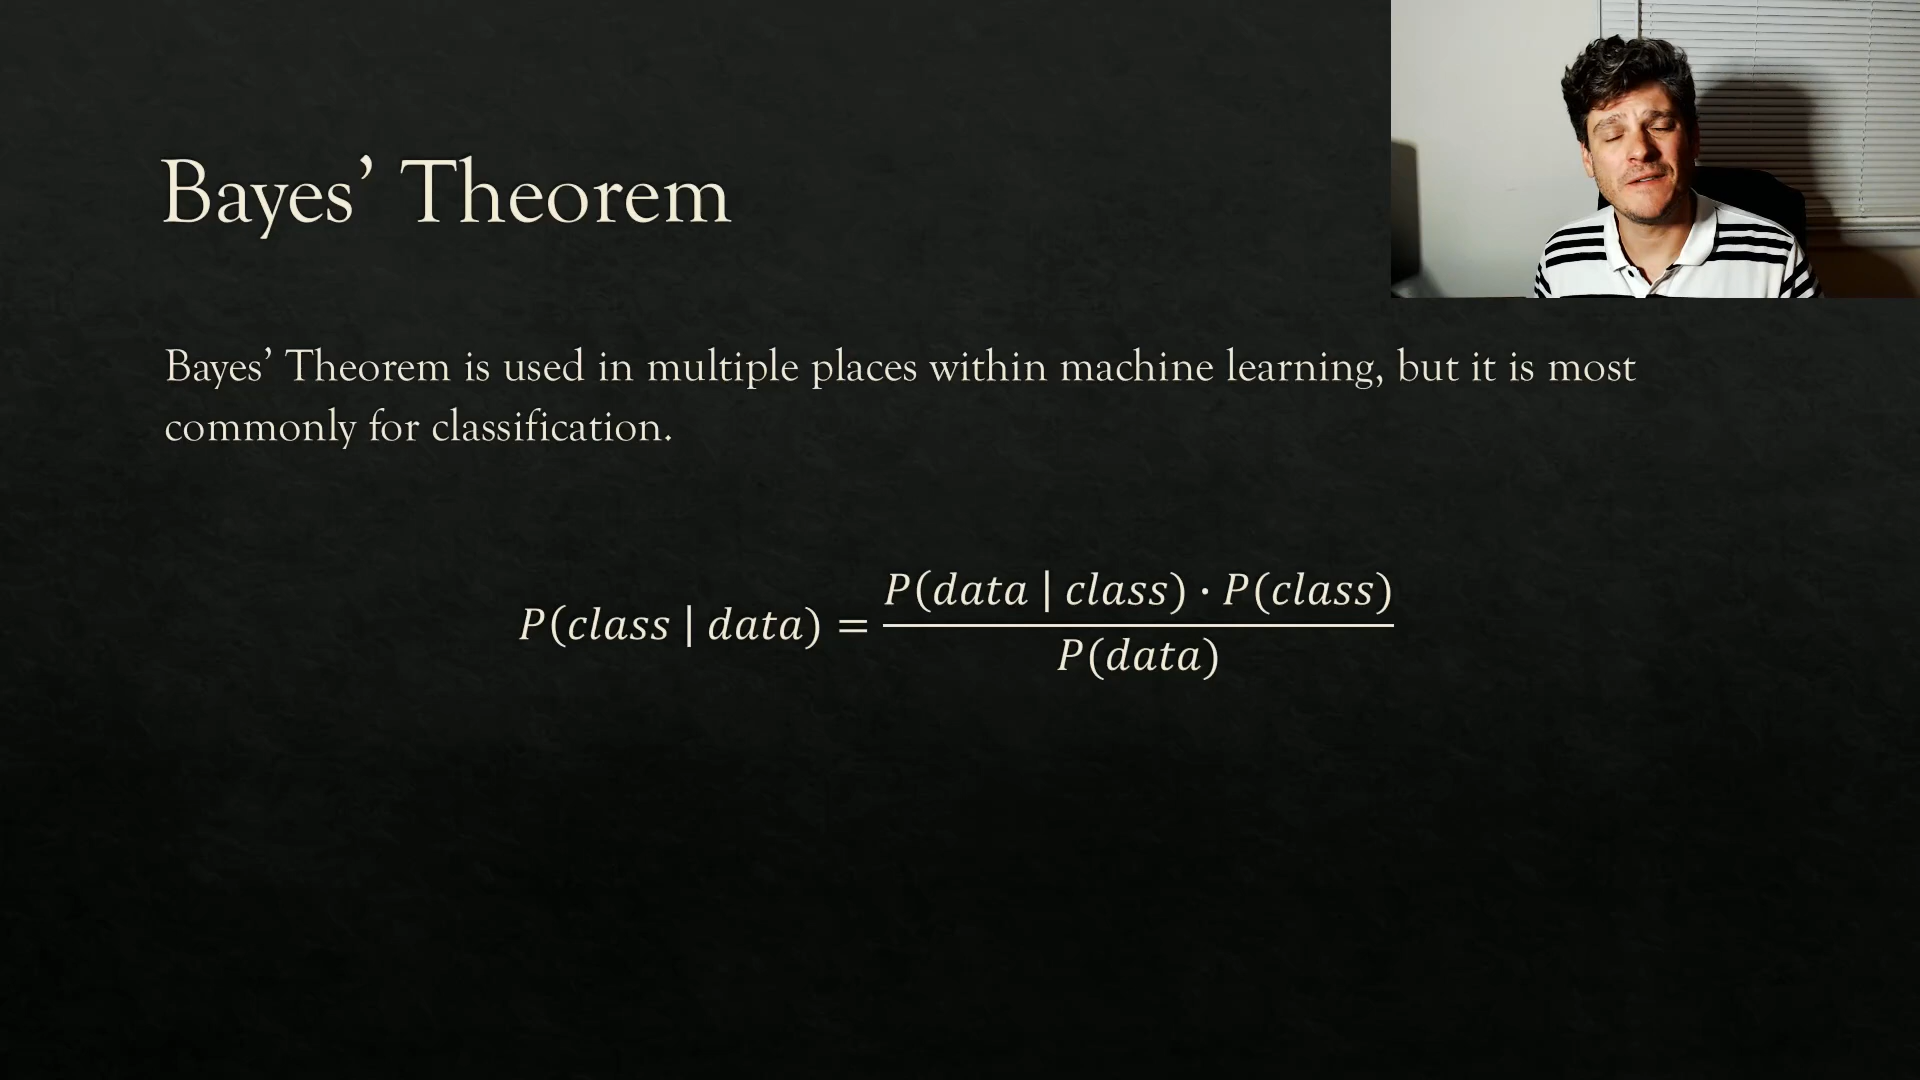 Bayes’ Theorem
Bayes’ Theorem is used in multiple places within machine learning, but it is most
commonly for classification.
P(class | data) = P(data | class) · P(class) / P(data)